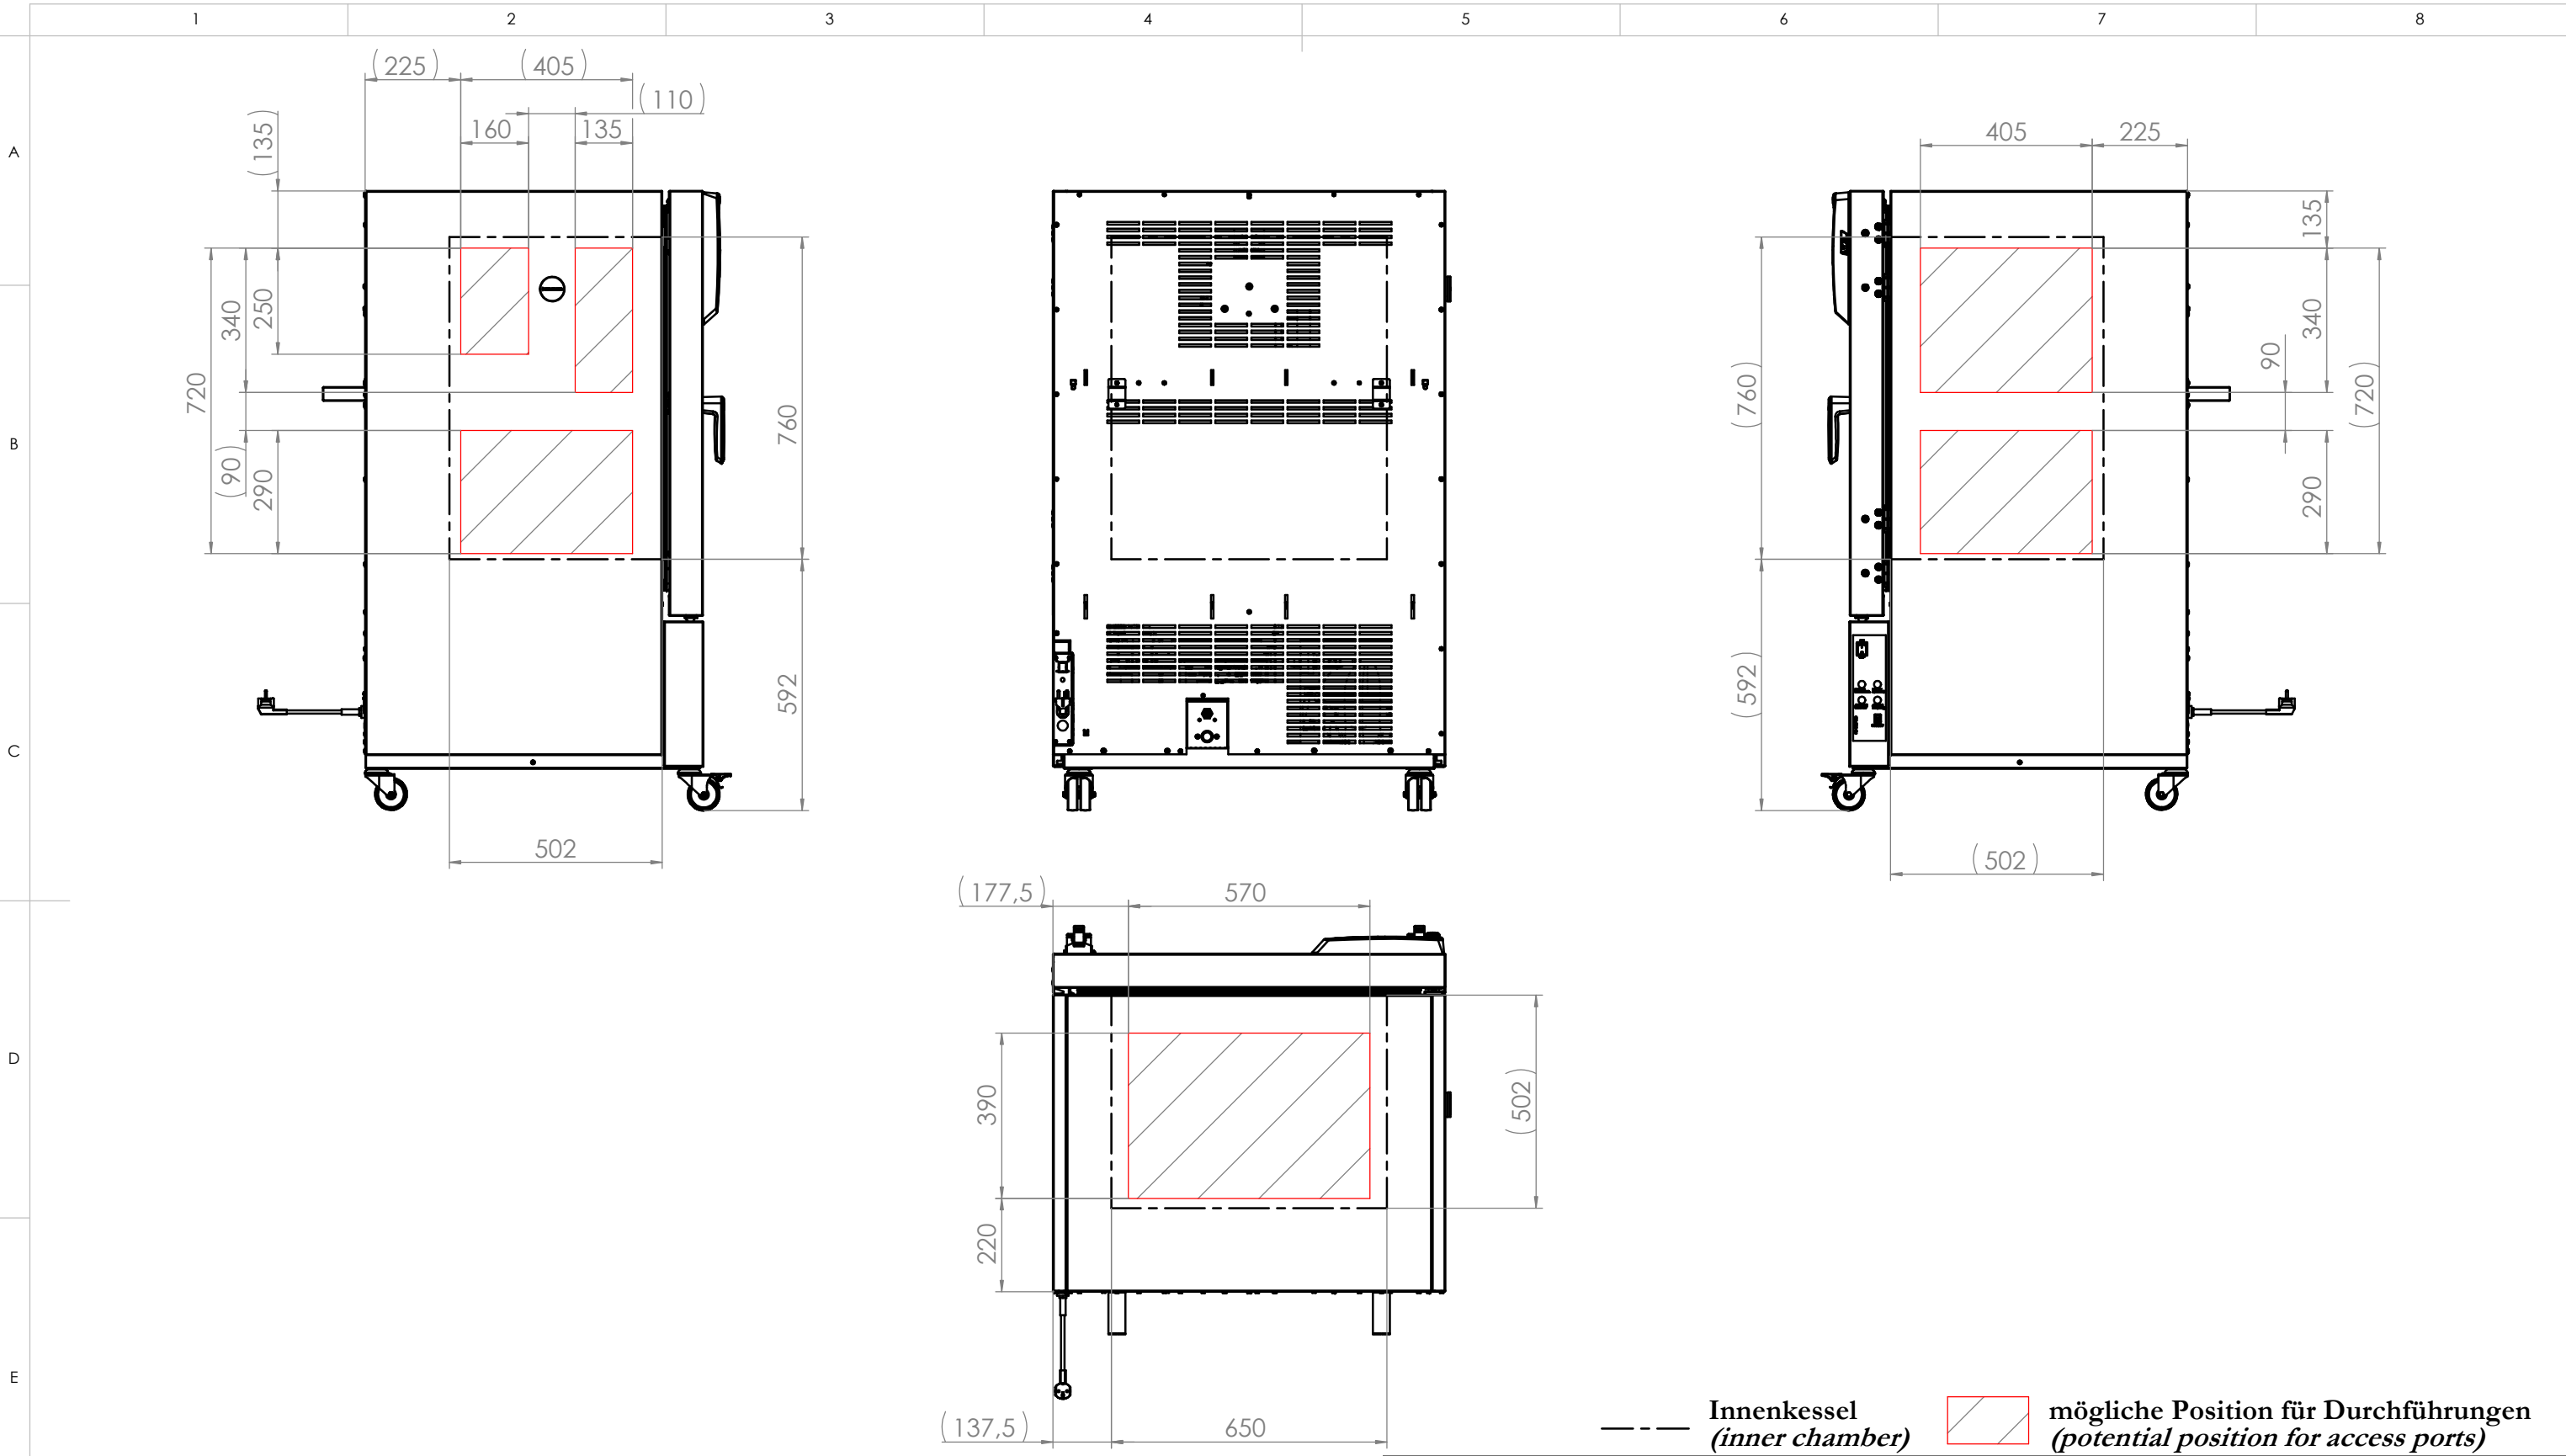 1 2 3 4 5 6 7 8
A
B
C
D
E
(225) (405)
(110)
160 135
(135)
250
340
720
(90)
290
760
592
502
405 225
135
340
90
(720)
290
(760)
(592)
(502)
(177,5) 570
390
(502)
220
(137,5) 650
Innenkessel
(inner chamber)
mögliche Position für Durchführungen
(potential position for access ports)